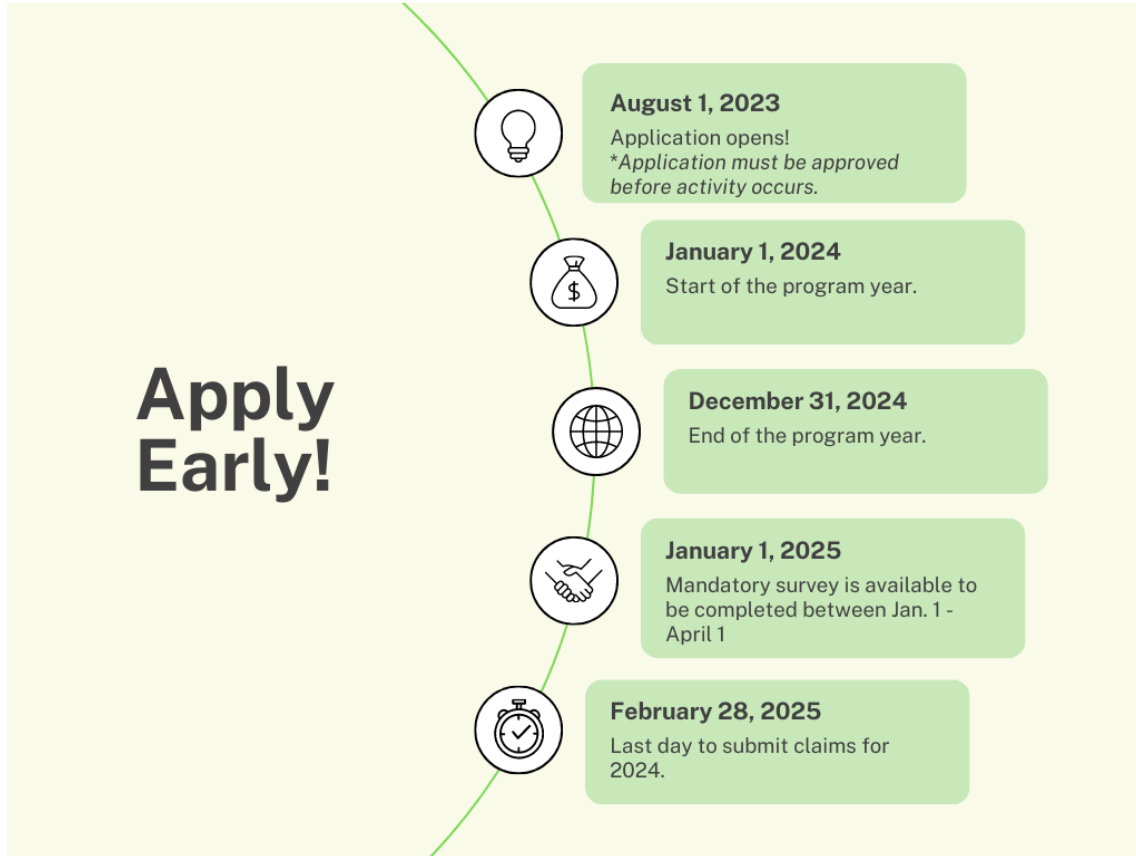 Apply
Early!
August 1, 2023
Application opens!
*Application must be approved
before activity occurs.
January 1, 2024
Start of the program year.
December 31, 2024
End of the program year.
January 1, 2025
Mandatory survey is available to
be completed between Jan. 1 -
April 1
February 28, 2025
Last day to submit claims for
2024.